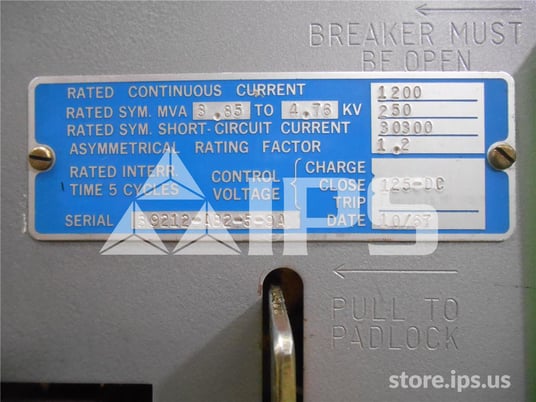 BREAKER MUST
BE OPEN
RATED CONTINUOUS CURRENT 1200
RATED SYM. MVA 3.85 TO 4.76 KV 250
RATED SYM. SHORT-CIRCUIT CURRENT 30300
ASYMMETRICAL RATING FACTOR 1.2
RATED INTERR. TIME 5 CYCLES
CONTROL VOLTAGE
CHARGE
CLOSE 125-DC
TRIP
SERIAL DATE 10/67
IPS
PULL TO
PADLOCK
store.ips.us